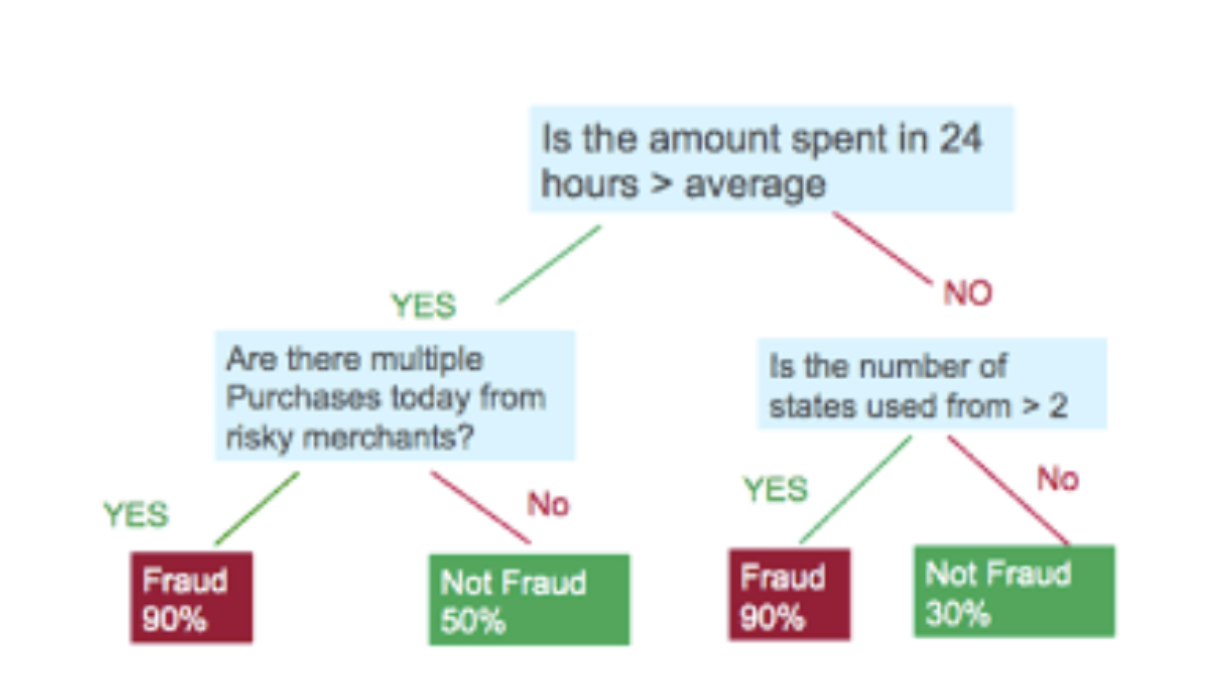 Is the amount spent in 24
hours > average
YES
NO
Are there multiple
Purchases today from
risky merchants?
Is the number of
states used from > 2
YES
No
YES
No
Fraud
90%
Not Fraud
50%
Fraud
90%
Not Fraud
30%